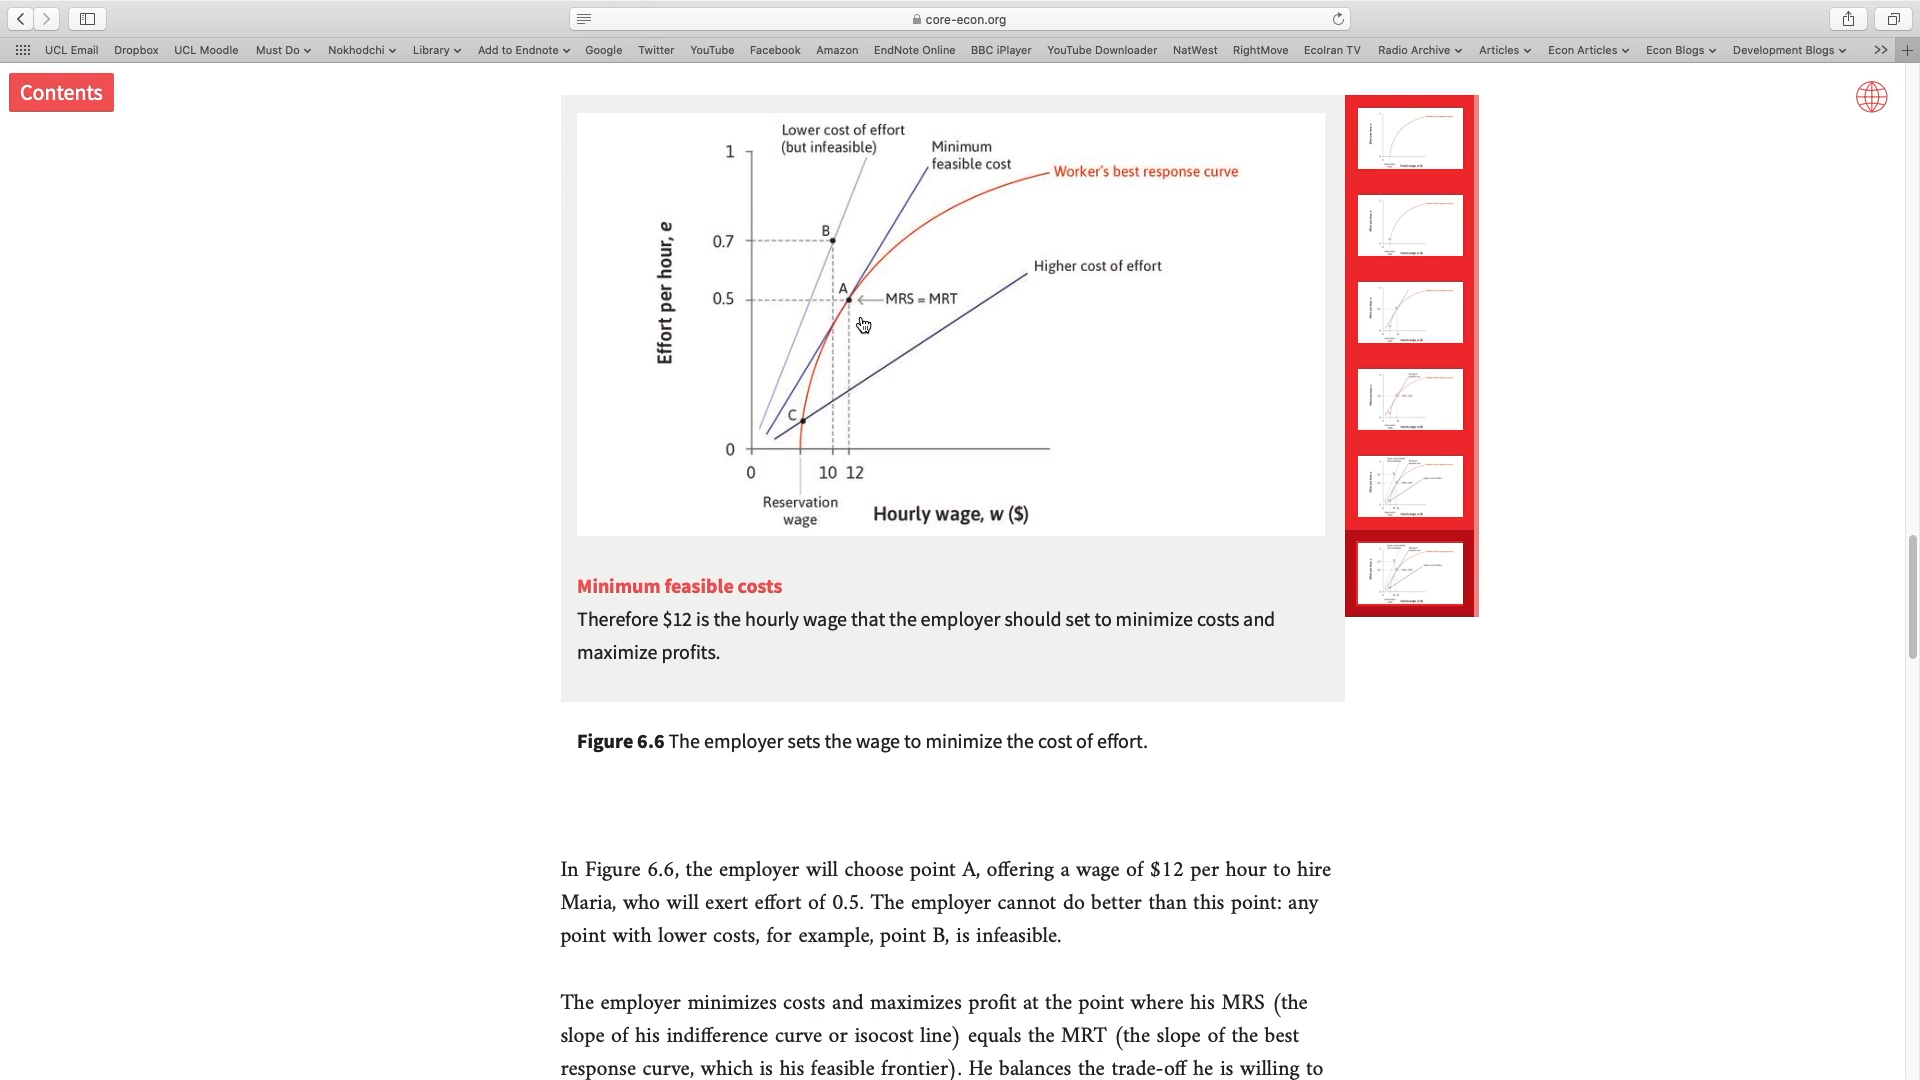 core-econ.org
UCL Email Dropbox UCL Moodle Must Do Nokhodchi Library Add to Endnote Google Twitter YouTube Facebook Amazon EndNote Online BBC iPlayer YouTube Downloader NatWest RightMove EcoIran TV Radio Archive Articles Econ Articles Econ Blogs Development Blogs >> +
Contents
Lower cost of effort
(but infeasible)
Minimum
feasible cost
Worker's best response curve
1
B
0.7
Higher cost of effort
A
0.5
MRS = MRT
Effort per hour, e
C
0
0 10 12
Reservation
wage
Hourly wage, w ($)
Minimum feasible costs
Therefore $12 is the hourly wage that the employer should set to minimize costs and
maximize profits.
Figure 6.6 The employer sets the wage to minimize the cost of effort.
In Figure 6.6, the employer will choose point A, offering a wage of $12 per hour to hire
Maria, who will exert effort of 0.5. The employer cannot do better than this point: any
point with lower costs, for example, point B, is infeasible.
The employer minimizes costs and maximizes profit at the point where his MRS (the
slope of his indifference curve or isocost line) equals the MRT (the slope of the best
response curve, which is his feasible frontier). He balances the trade-off he is willing to